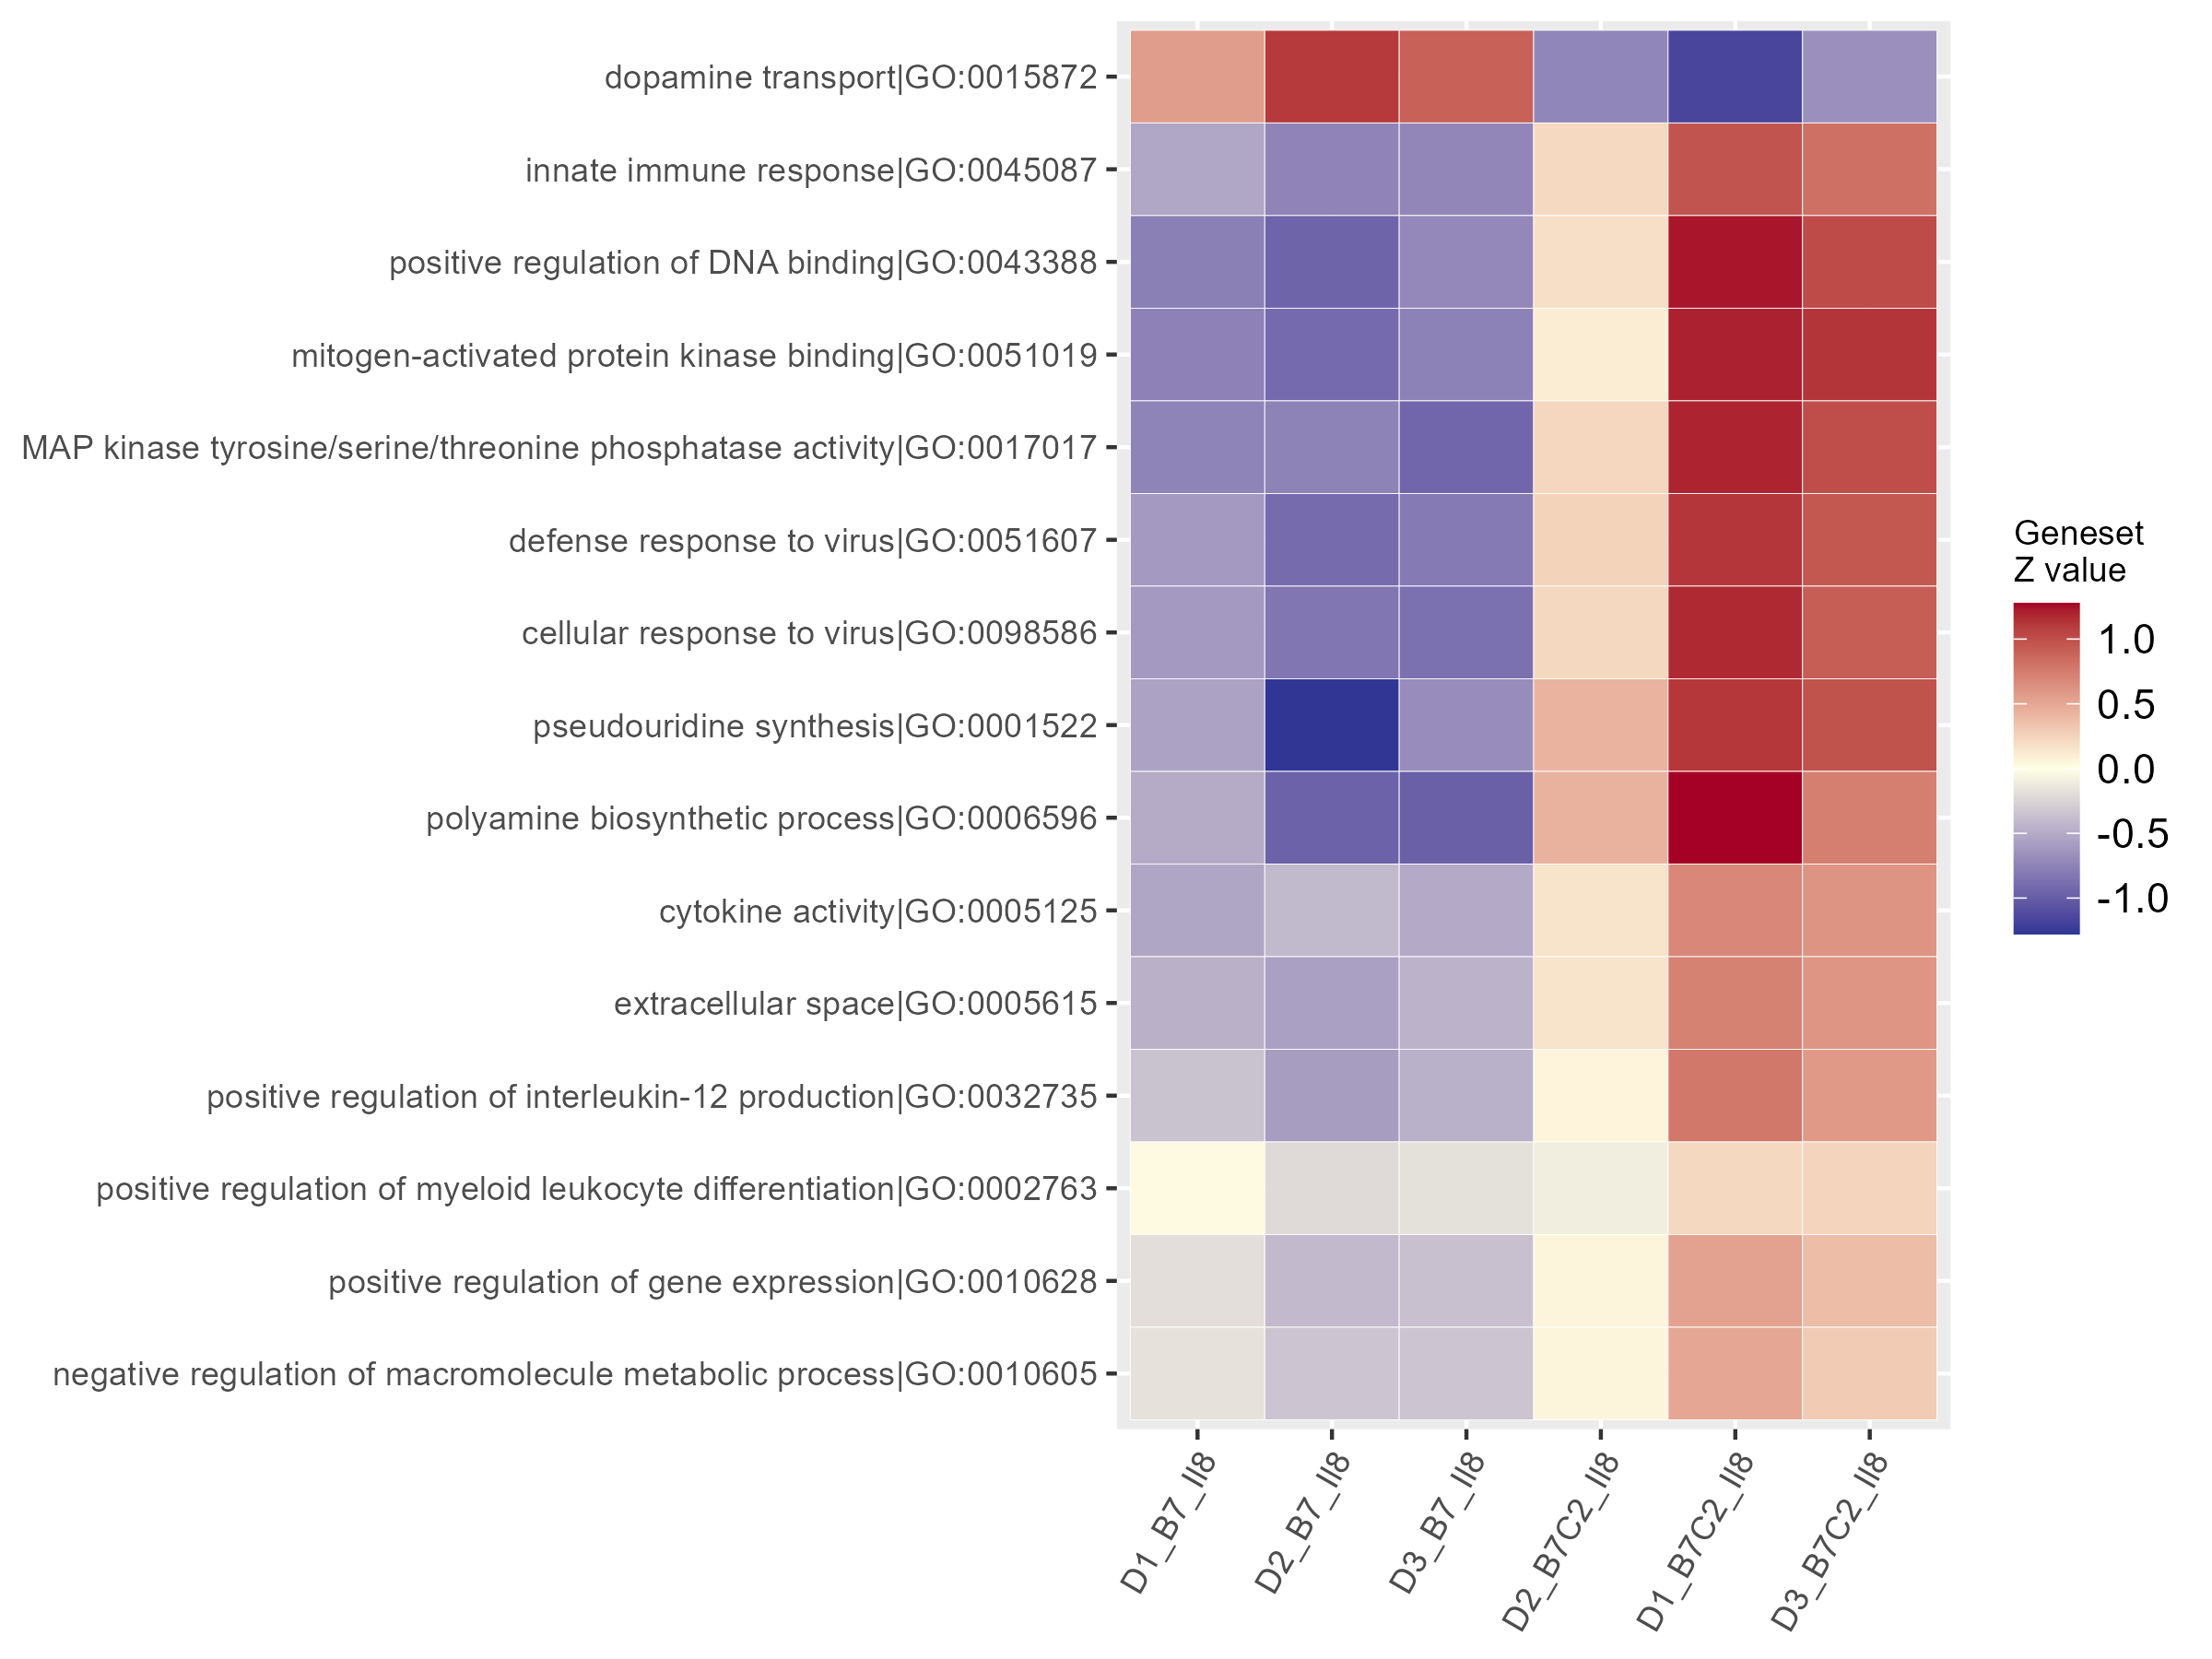 dopamine transport|GO:0015872
innate immune response|GO:0045087
positive regulation of DNA binding|GO:0043388
mitogen-activated protein kinase binding|GO:0051019
MAP kinase tyrosine/serine/threonine phosphatase activity|GO:0017017
defense response to virus|GO:0051607
cellular response to virus|GO:0098586
pseudouridine synthesis|GO:0001522
polyamine biosynthetic process|GO:0006596
cytokine activity|GO:0005125
extracellular space|GO:0005615
positive regulation of interleukin-12 production|GO:0032735
positive regulation of myeloid leukocyte differentiation|GO:0002763
positive regulation of gene expression|GO:0010628
negative regulation of macromolecule metabolic process|GO:0010605
D1_B7_Il8
D2_B7_Il8
D3_B7_Il8
D2_B7C2_Il8
D1_B7C2_Il8
D3_B7C2_Il8
Geneset
Z value
1.0
0.5
0.0
-0.5
-1.0